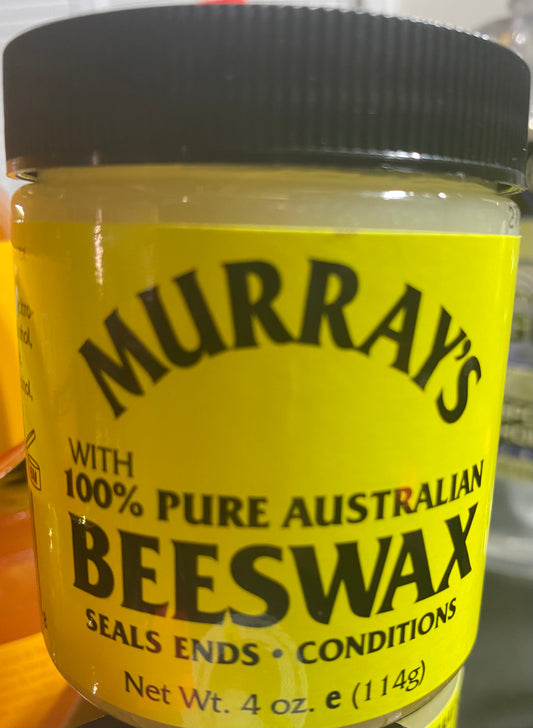 MURRAY'S
WITH
100% PURE AUSTRALIAN
BEESWAX
SEALS ENDS • CONDITIONS
Net Wt. 4 oz. e (114g)